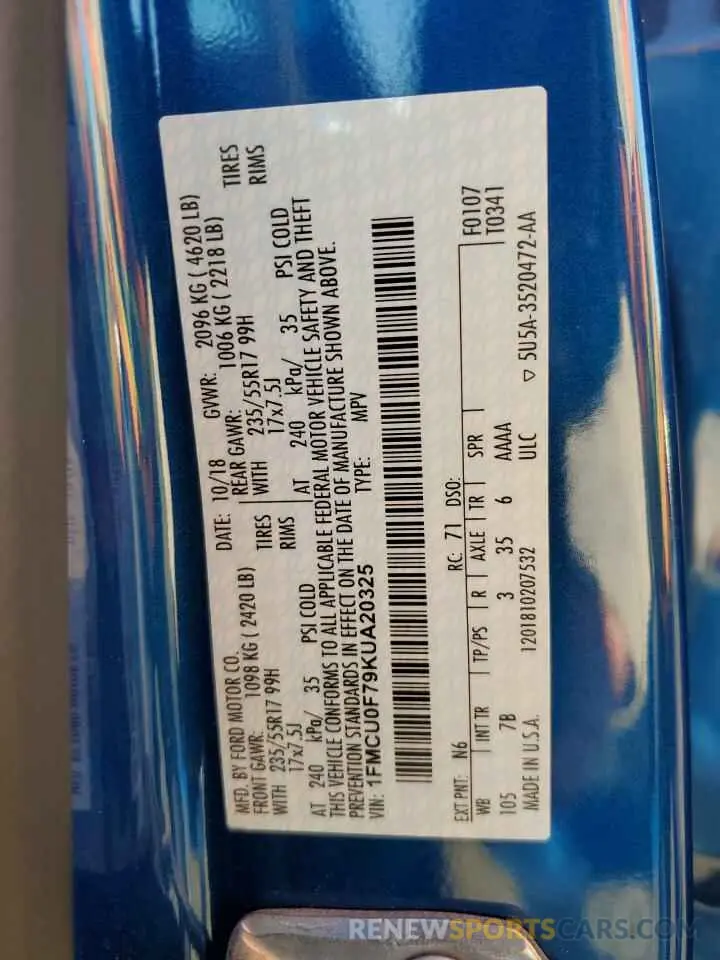 MFD. BY FORD MOTOR CO. DATE: 10/18 GVWR: 2096 KG ( 4620 LB)
FRONT GAWR: 1098 KG ( 2420 LB) REAR GAWR: 1006 KG ( 2218 LB)
WITH 235/55R17 99H TIRES WITH 235/55R17 99H TIRES
17x7.5J RIMS 17x7.5J RIMS
AT 240 kPa/ 35 PSI COLD AT 240 kPa/ 35 PSI COLD
THIS VEHICLE CONFORMS TO ALL APPLICABLE FEDERAL MOTOR VEHICLE SAFETY AND THEFT
PREVENTION STANDARDS IN EFFECT ON THE DATE OF MANUFACTURE SHOWN ABOVE.
VIN: 1FMCU0F79KUA20325 TYPE: MPV
EXT PNT: N6 RC: 71 DSO: F0107
WB INT TR TP/PS R AXLE TR SPR T0341
105 7B 3 35 6 AAAA
MADE IN U.S.A. 1201810207532 ULC ▽ 5U5A-3520472-AA
RENEWSPORTSCARS.COM